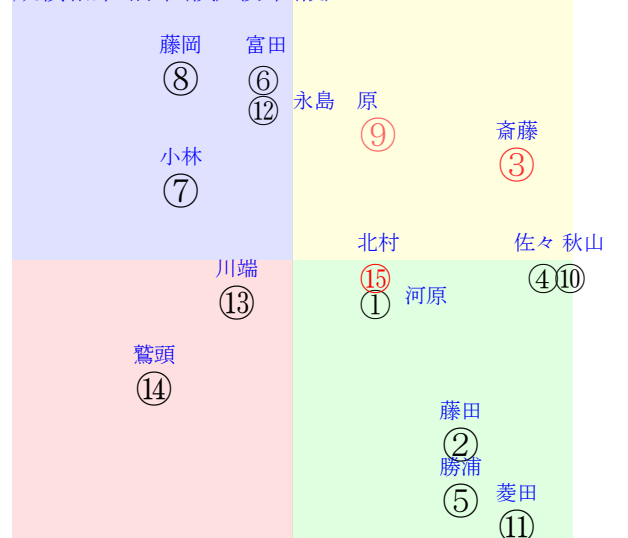 藤岡 富田
⑧ ⑥
⑫ 永島 原
⑨ 斎藤
③
小林
⑦
北村 佐々 秋山
川端 ⑮ ④⑩
⑬ ① 河原
鷲頭
⑭
藤田
②
勝浦
⑤ 菱田
⑪